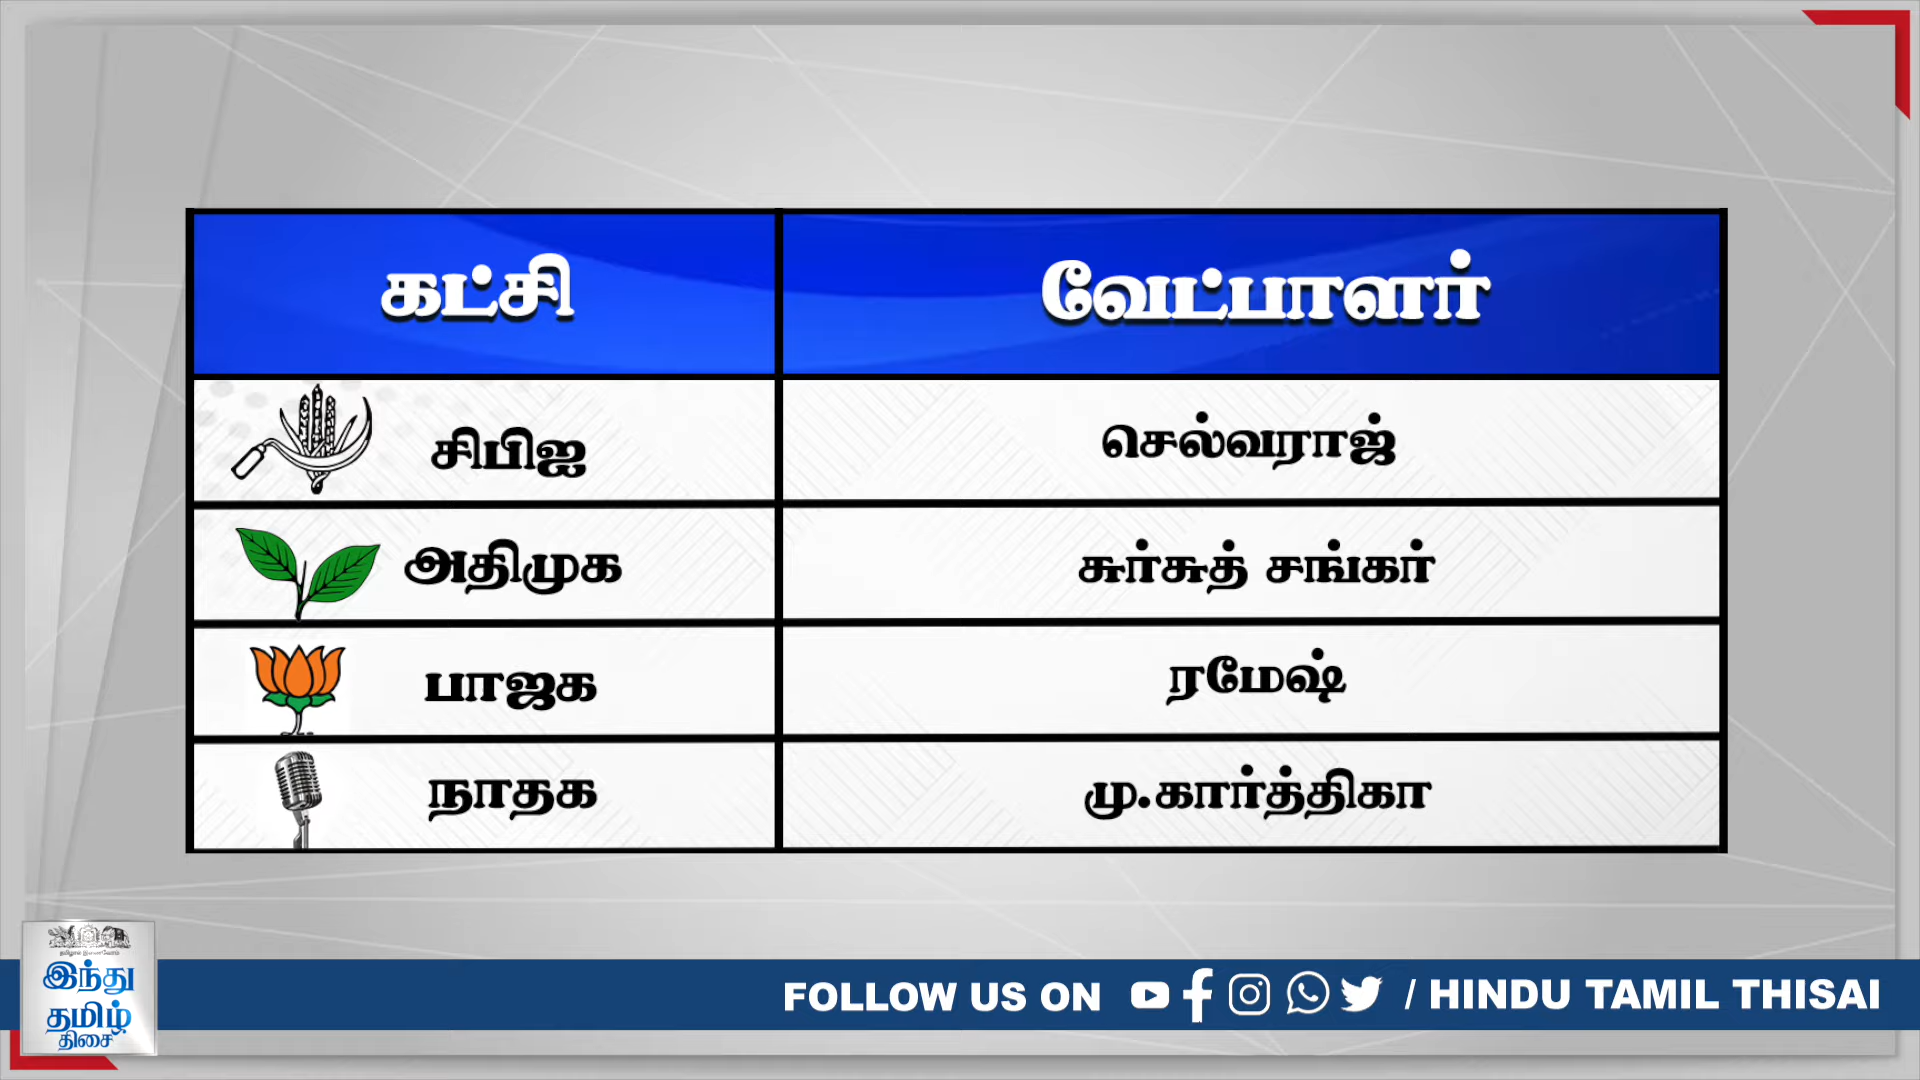 கட்சி வேட்பாளர்
சிபிஐ செல்வராஜ்
அதிமுக சுர்சுத் சங்கர்
பாஜக ரமேஷ்
நாதக மு.கார்த்திகா
இந்து
தமிழ்
திசை
FOLLOW US ON / HINDU TAMIL THISAI